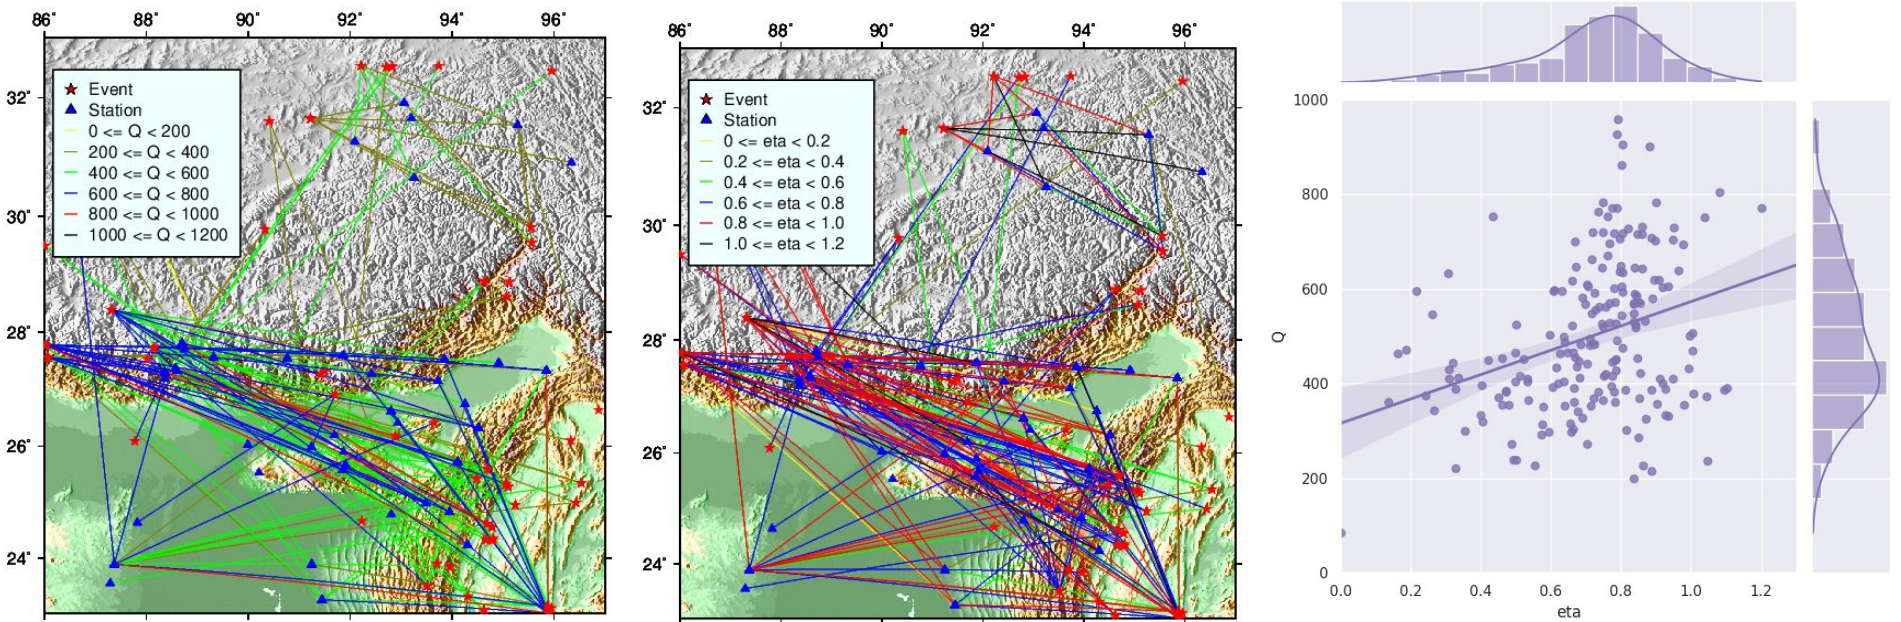 86° 88° 90° 92° 94° 96°
32°
30°
28°
26°
24°
Event
Station
0 <= Q < 200
200 <= Q < 400
400 <= Q < 600
600 <= Q < 800
800 <= Q < 1000
1000 <= Q < 1200
86° 88° 90° 92° 94° 96°
32°
30°
28°
26°
24°
Event
Station
0 <= eta < 0.2
0.2 <= eta < 0.4
0.4 <= eta < 0.6
0.6 <= eta < 0.8
0.8 <= eta < 1.0
1.0 <= eta < 1.2
1000
800
600
400
200
0
Q
0.0 0.2 0.4 0.6 0.8 1.0 1.2
eta